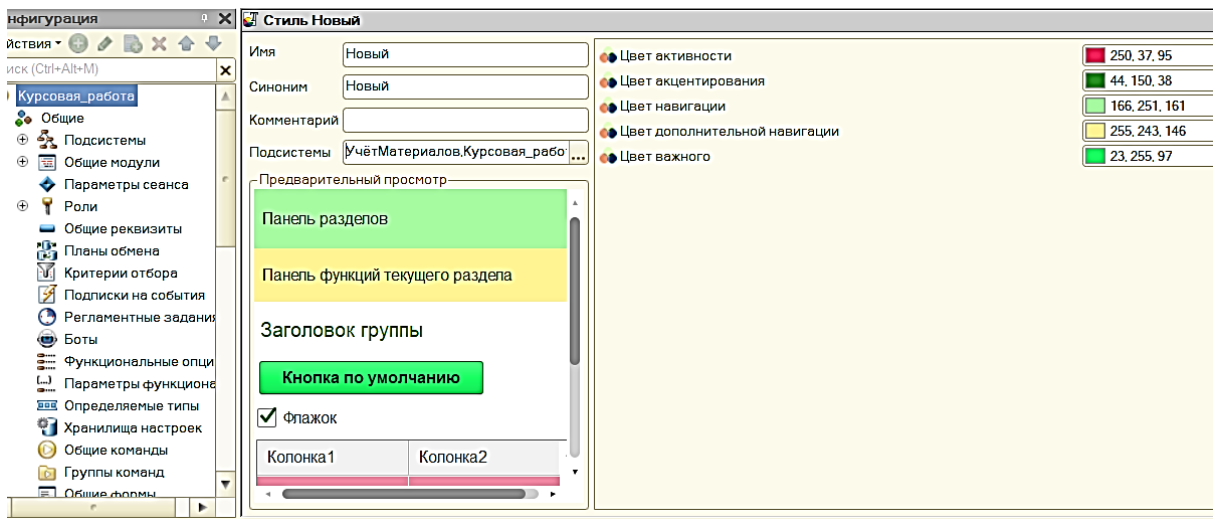 нфигурация
йствия
иск (Ctrl+Alt+M)
Курсовая_работа
Общие
Подсистемы
Общие модули
Параметры сеанса
Роли
Общие реквизиты
Планы обмена
Критерии отбора
Подписки на события
Регламентные задания
Боты
Функциональные опци
Параметры функциона
Определяемые типы
Хранилища настроек
Общие команды
Группы команд
Общие формы
Стиль Новый
Имя Новый
Синоним Новый
Комментарий
Подсистемы УчётМатериалов,Курсовая_рабо ...
Предварительный просмотр
Панель разделов
Панель функций текущего раздела
Заголовок группы
Кнопка по умолчанию
Флажок
Колонка1 Колонка2
Цвет активности 250, 37, 95
Цвет акцентирования 44, 150, 38
Цвет навигации 166, 251, 161
Цвет дополнительной навигации 255, 243, 146
Цвет важного 23, 255, 97